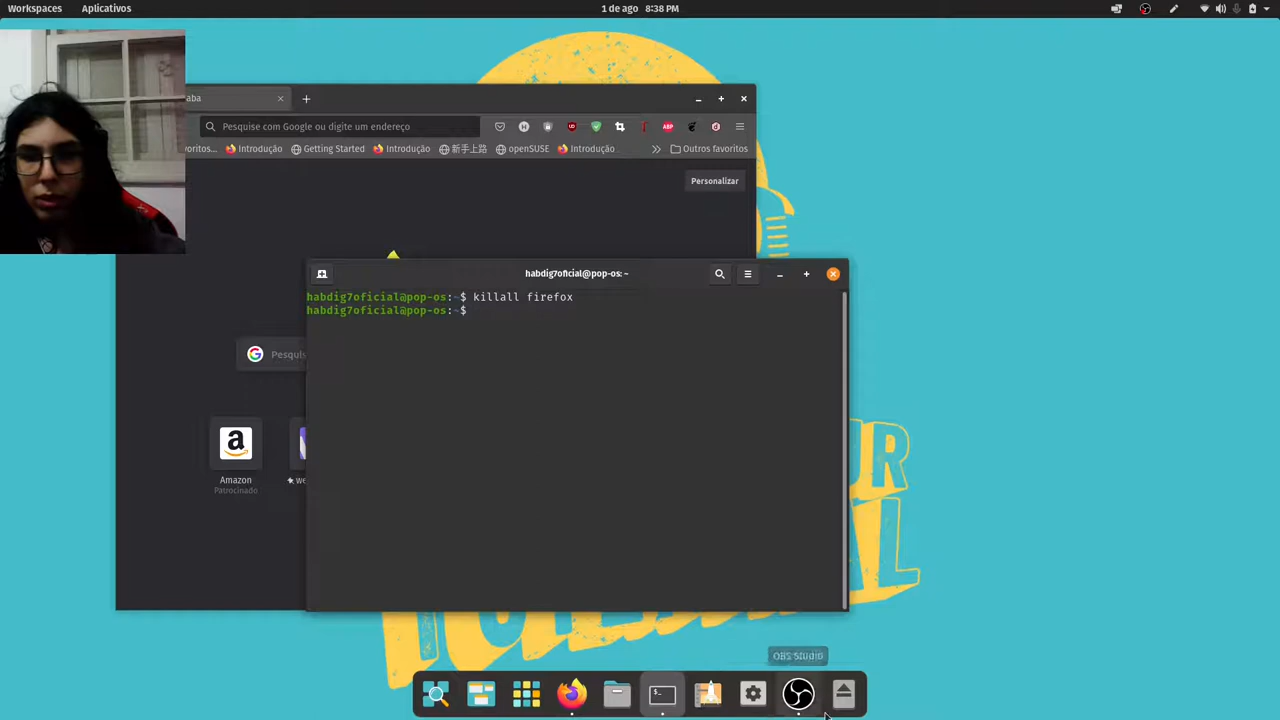 Workspaces Aplicativos 1 de ago 8:38 PM
aba
Pesquise com Google ou digite um endereço ABP
favoritos... Introdução Getting Started Introdução 新手上路 openSUSE Introdução Outros favoritos
Personalizar
habdig7oficial@pop-os: ~
habdig7oficial@pop-os:~$ killall firefox
habdig7oficial@pop-os:~$
Amazon
Patrocinado
OBS Studio